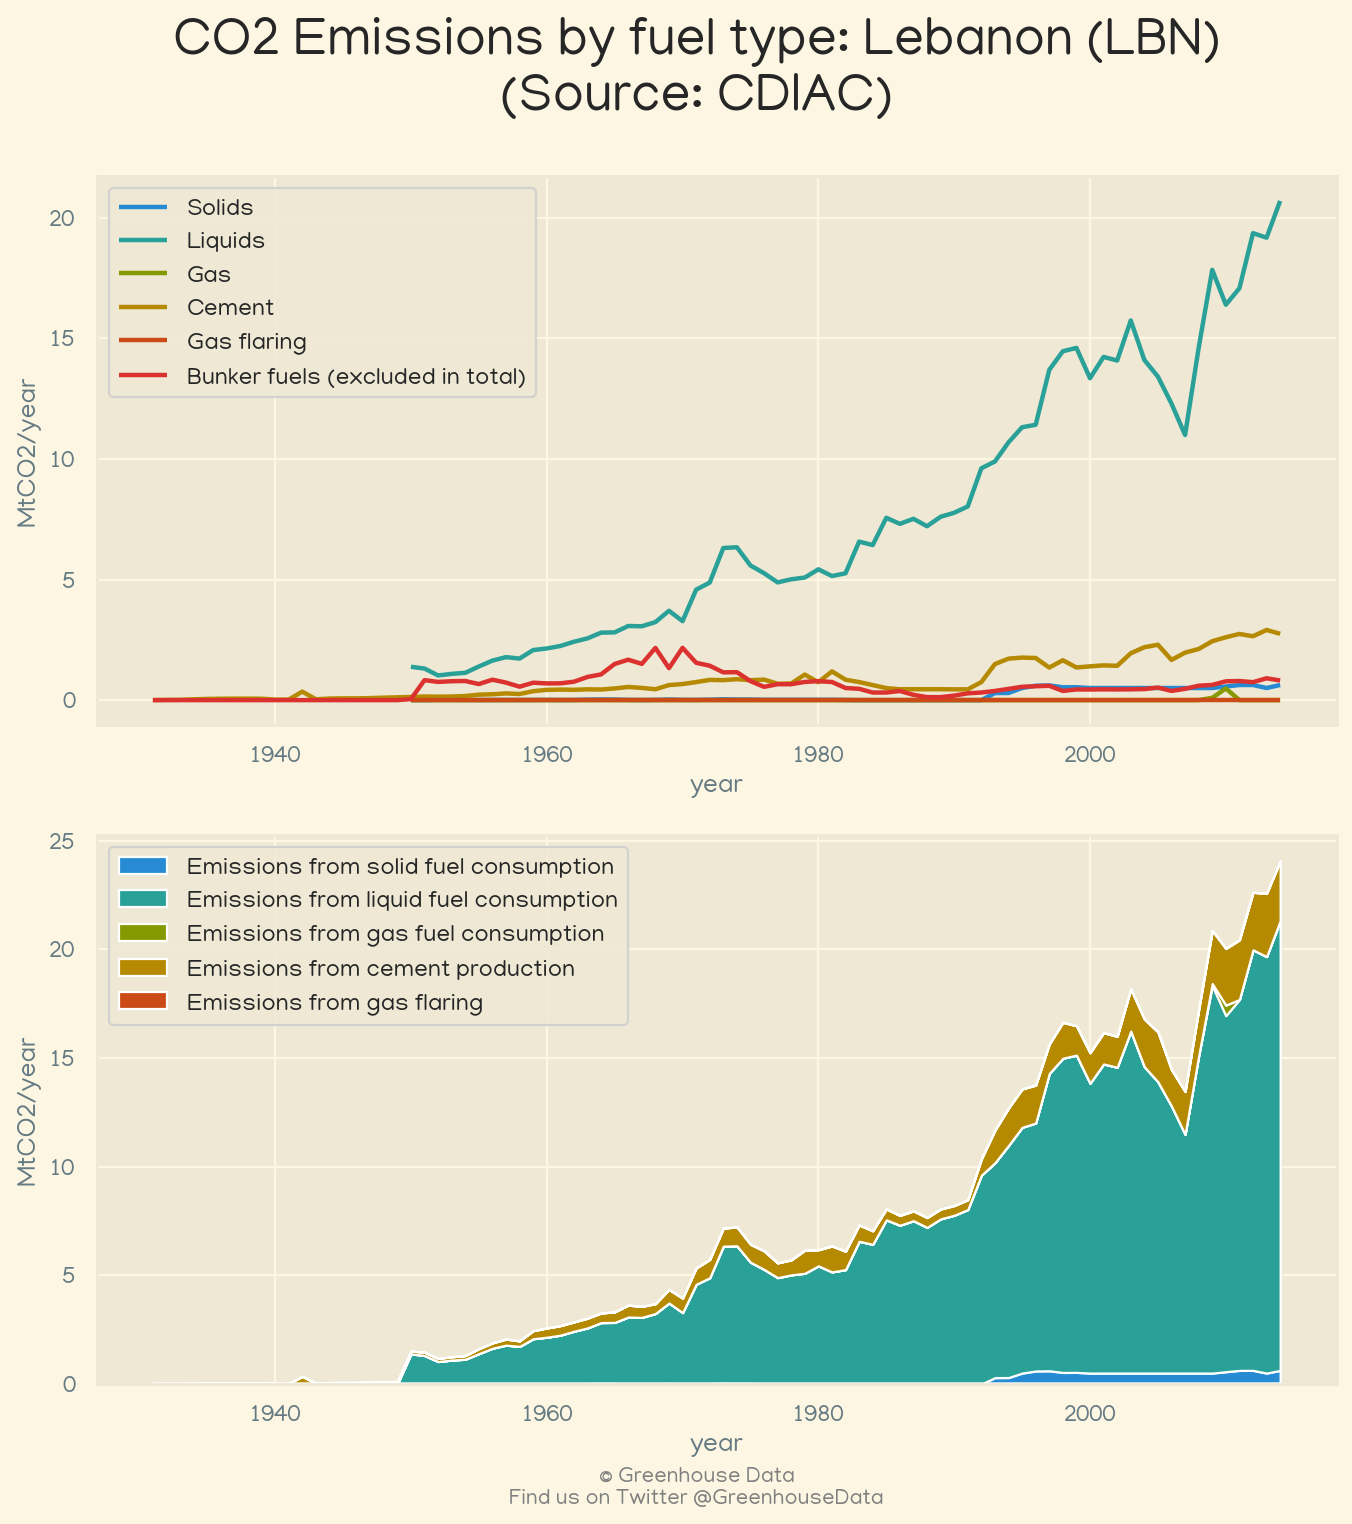 CO2 Emissions by fuel type: Lebanon (LBN)
(Source: CDIAC)
Solids
Liquids
Gas
Cement
Gas flaring
Bunker fuels (excluded in total)
20
15
10
5
0
MtCO2/year
1940
1960
1980
2000
year
Emissions from solid fuel consumption
Emissions from liquid fuel consumption
Emissions from gas fuel consumption
Emissions from cement production
Emissions from gas flaring
25
20
15
10
5
0
MtCO2/year
1940
1960
1980
2000
year
© Greenhouse Data
Find us on Twitter @GreenhouseData